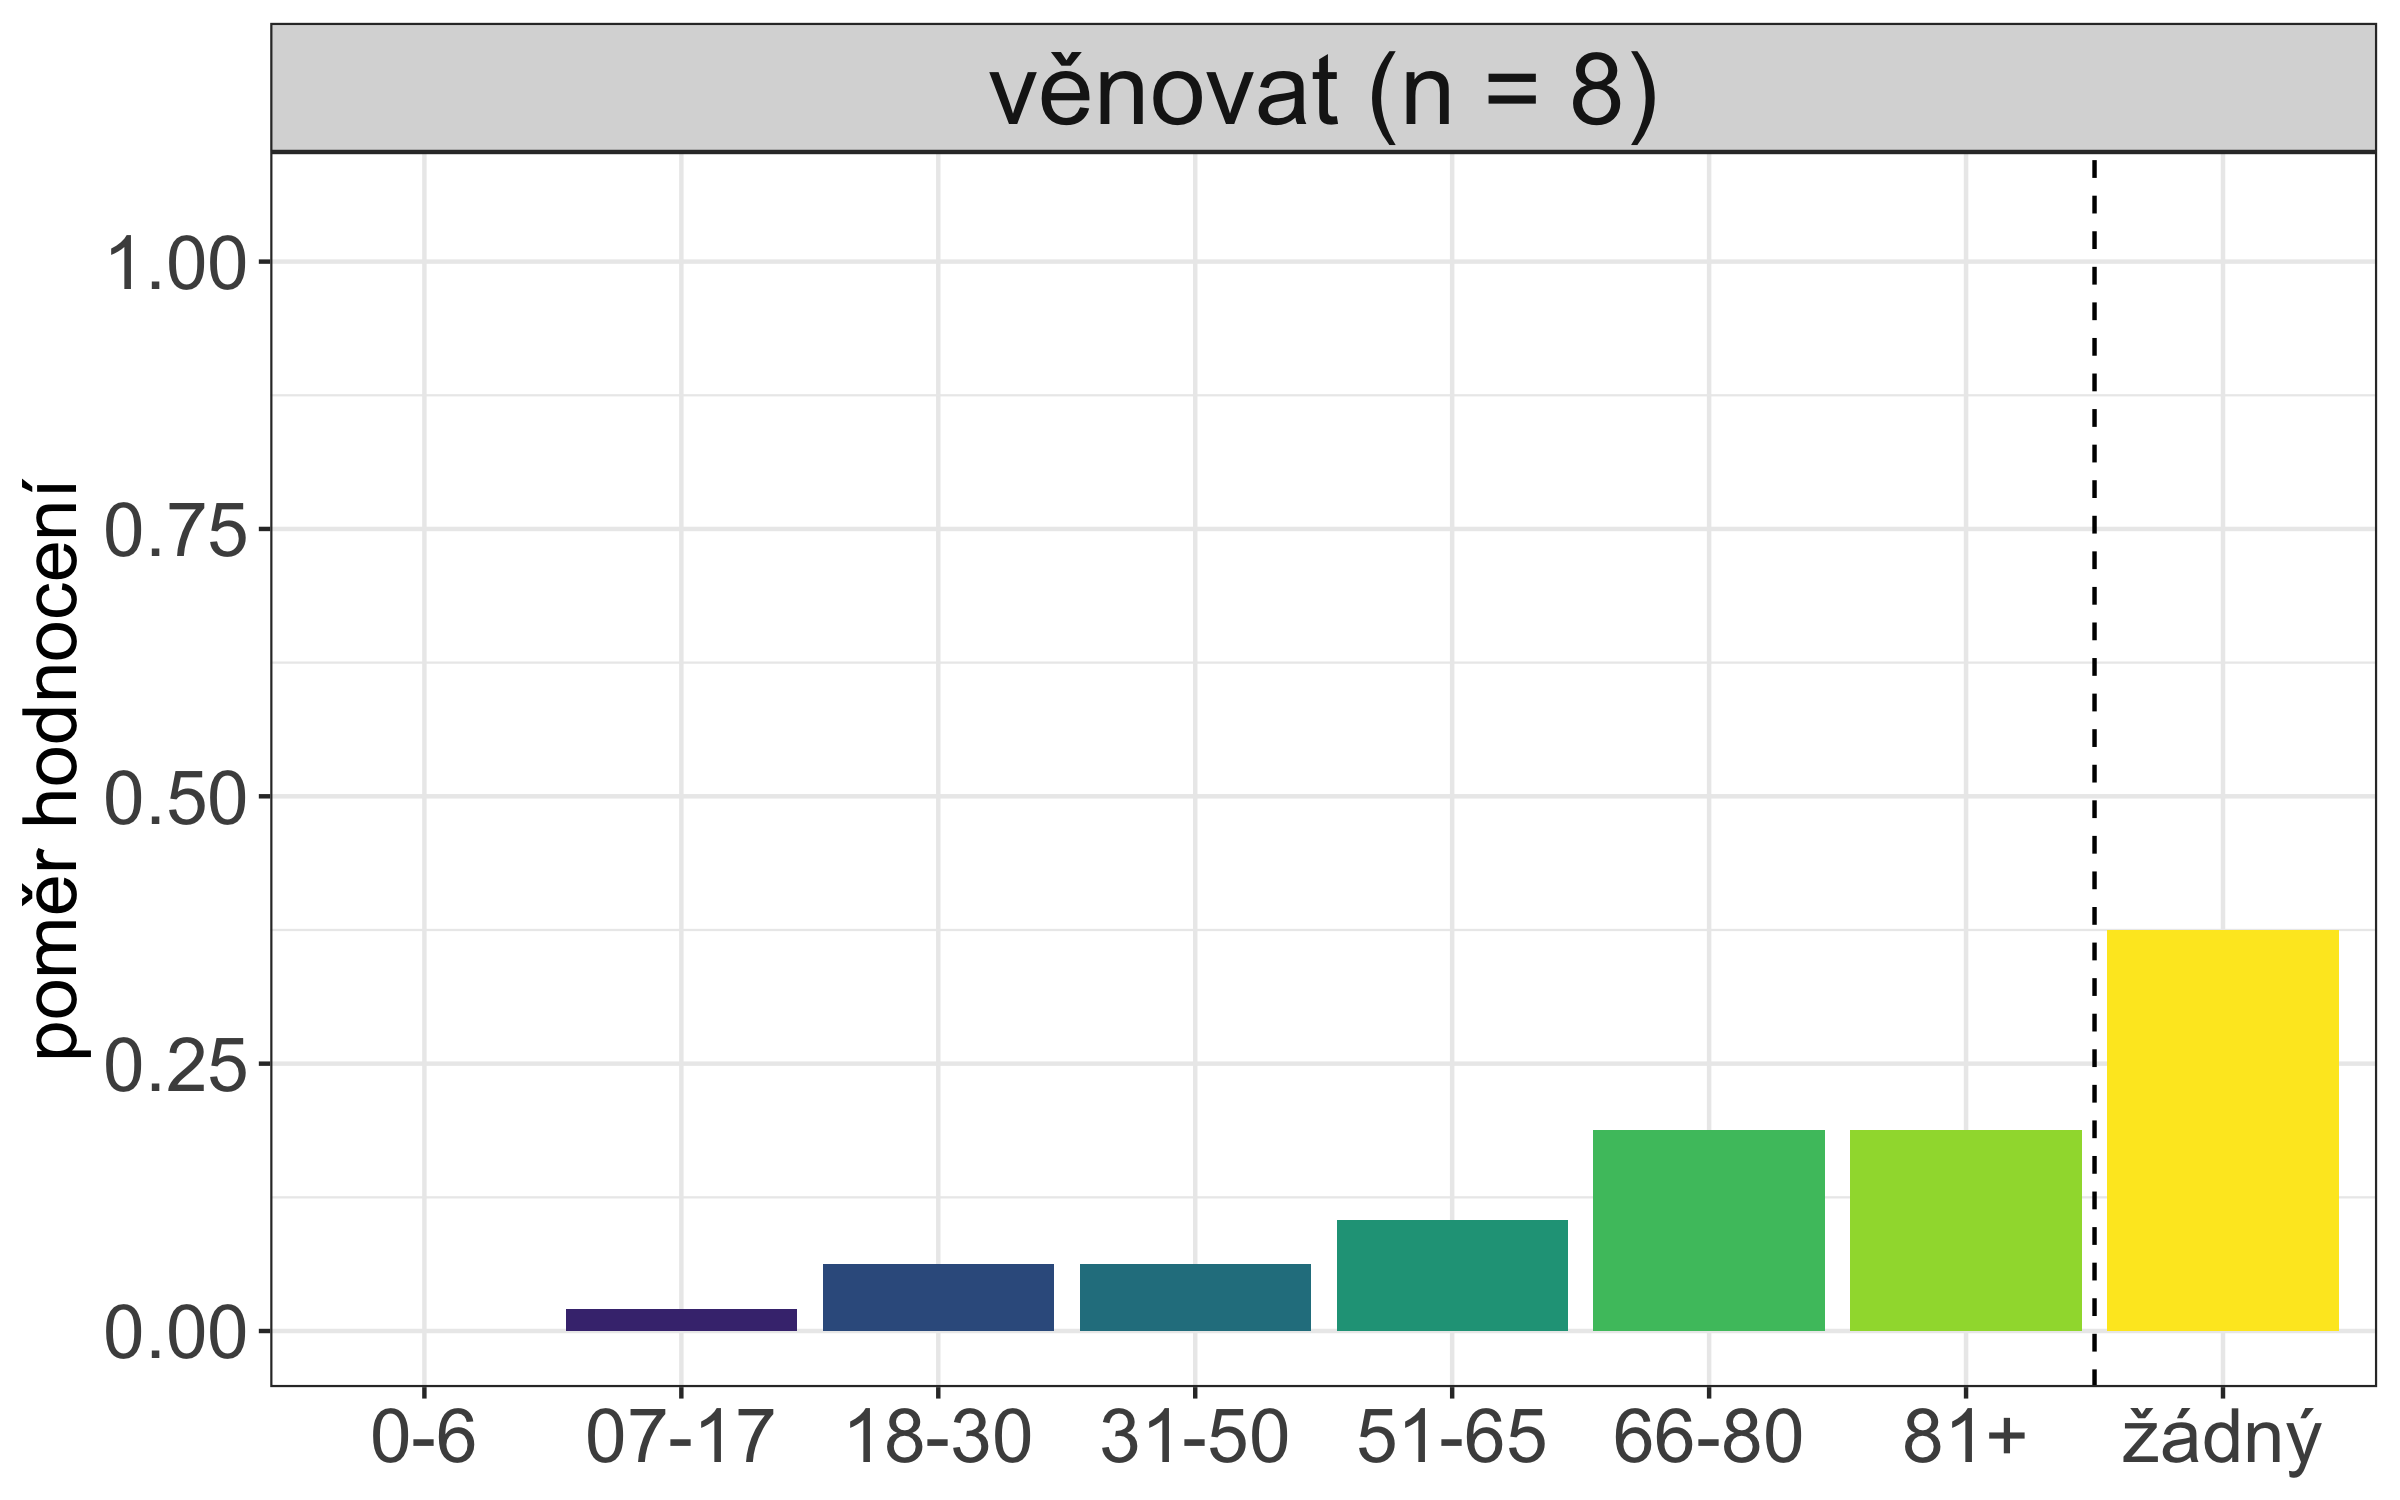 věnovat (n = 8)
poměr hodnocení
1.00
0.75
0.50
0.25
0.00
0-6 07-17 18-30 31-50 51-65 66-80 81+ žádný